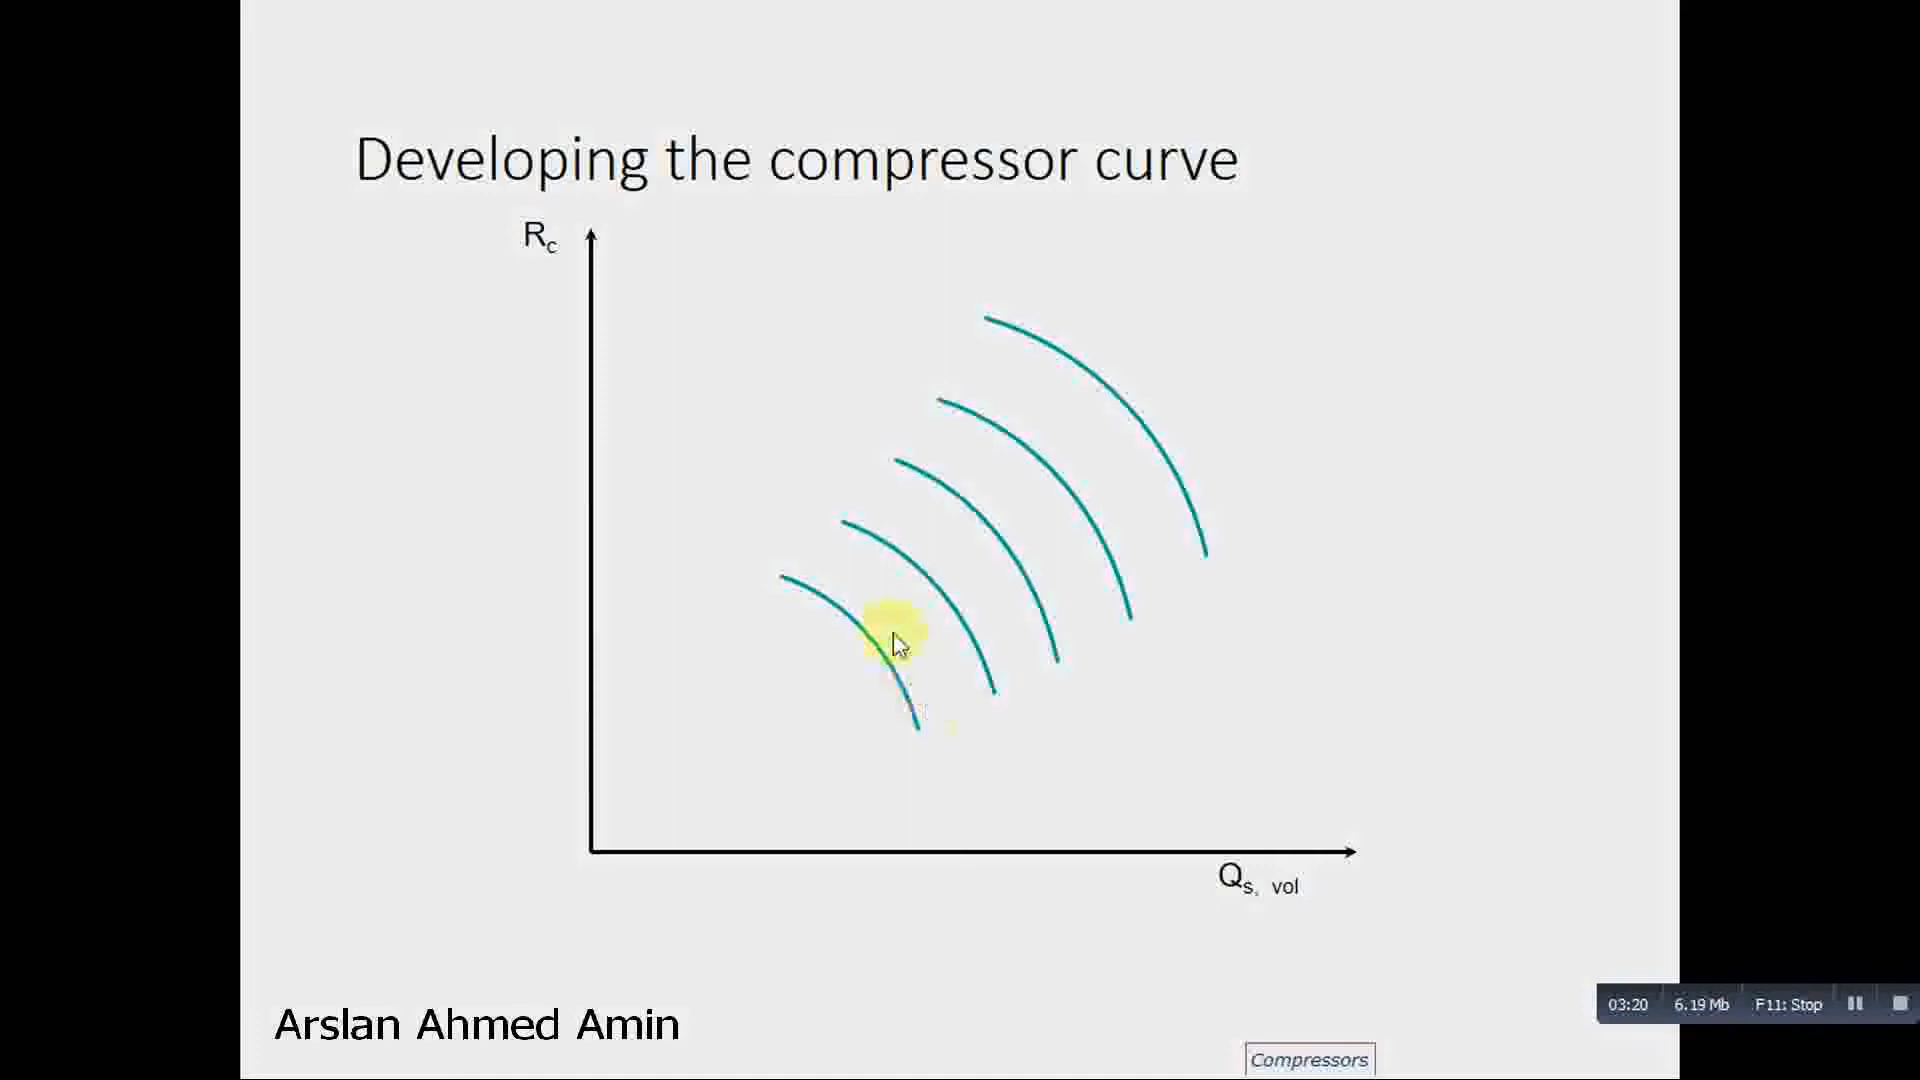 Developing the compressor curve
Rc
Qs, vol
Arslan Ahmed Amin
03:20 6.19 Mb F11: Stop
Compressors